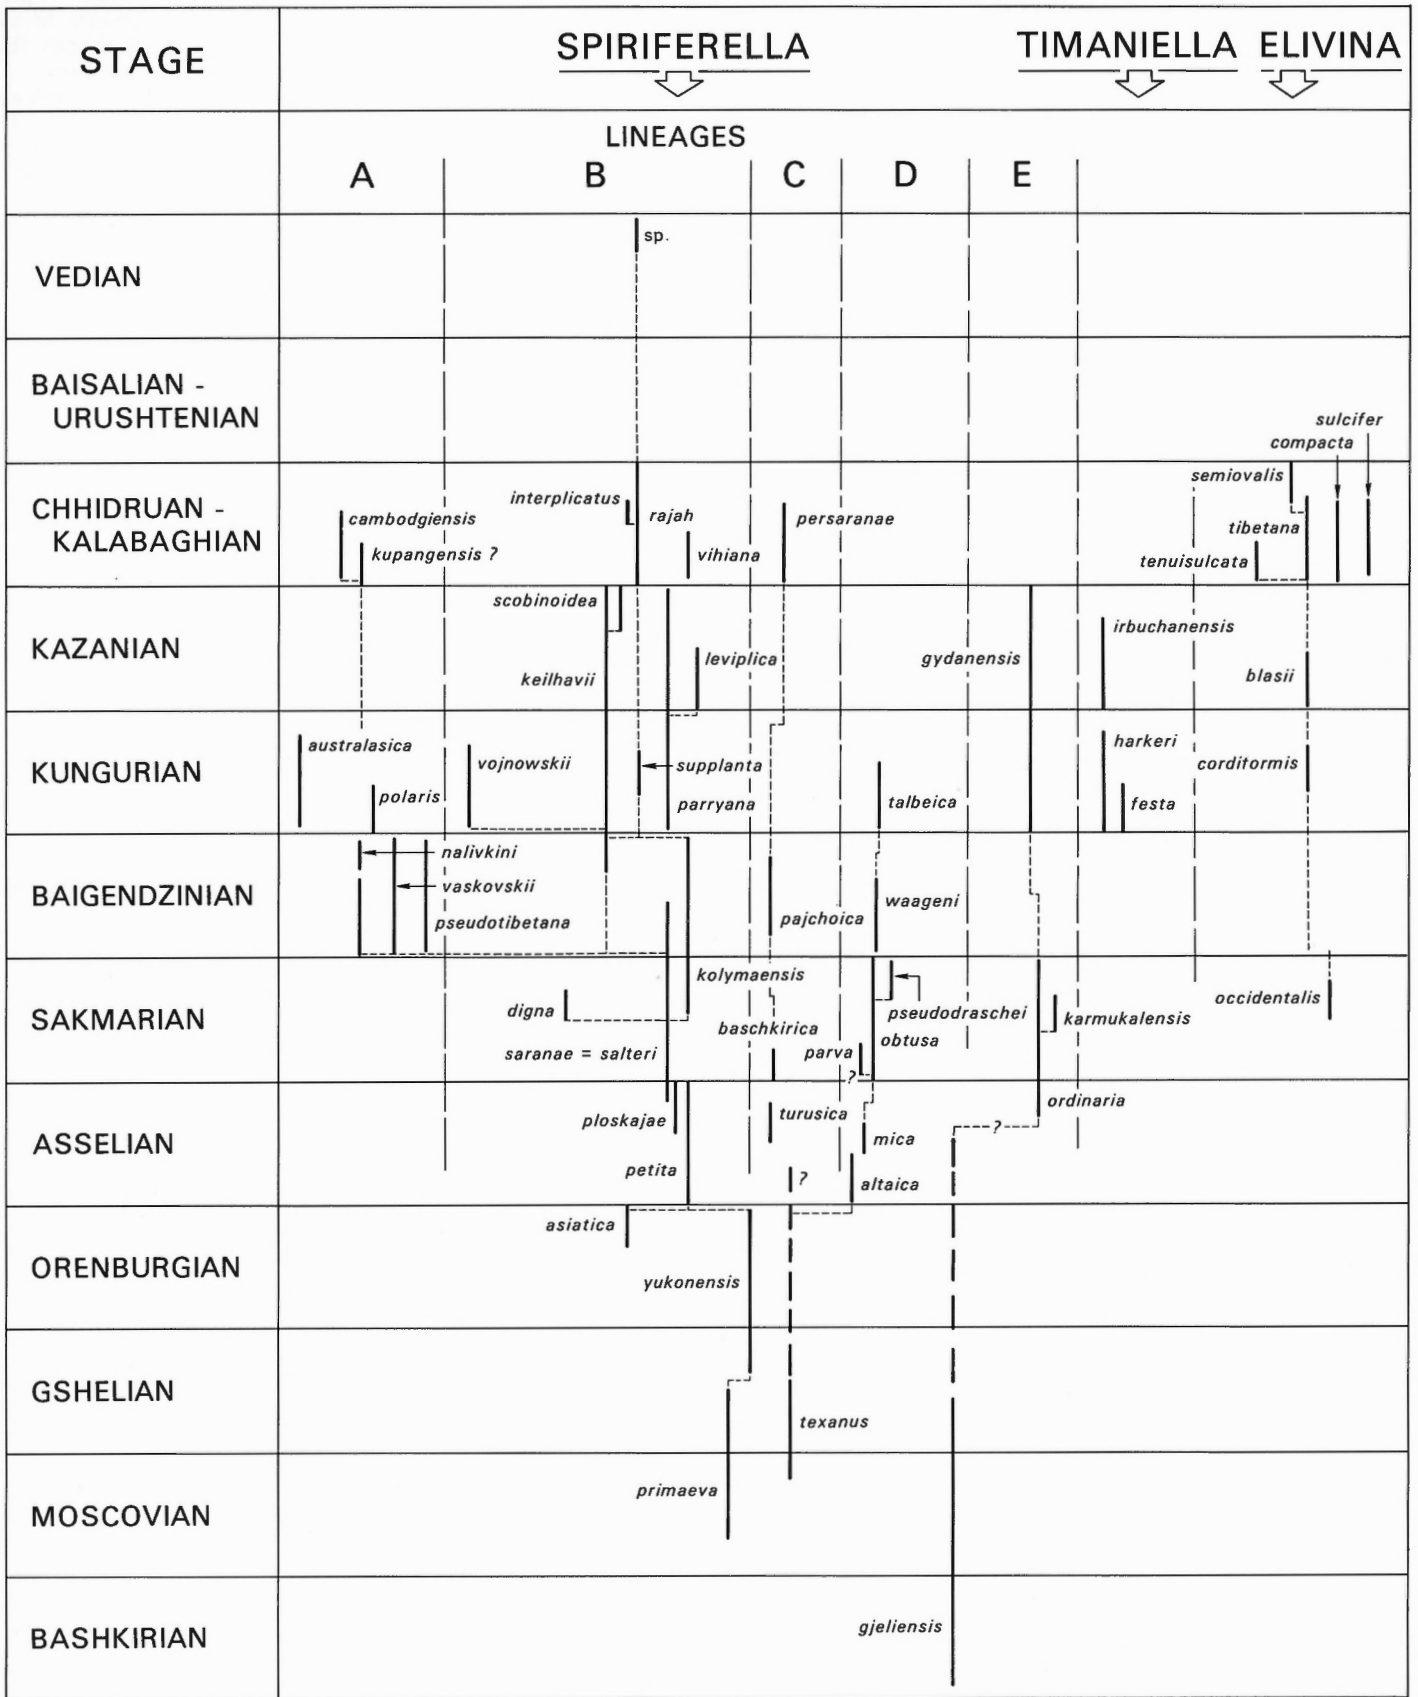 STAGE
SPIRIFERELLA
TIMANIELLA
ELIVINA
LINEAGES
A
B
C
D
E
VEDIAN
sp.
BAISALIAN -
URUSHTENIAN
sulcifer
compacta
CHHIDRUAN -
KALABAGHIAN
cambodgiensis
kupangensis ?
interplicatus
rajah
vihiana
persaranae
semiovalis
tibetana
tenuisulcata
KAZANIAN
scobinoidea
keilhavii
leviplica
gydanensis
irbuchanensis
blasii
KUNGURIAN
australasica
polaris
vojnowskii
supplanta
parryana
talbeica
harkeri
festa
corditormis
BAIGENDZINIAN
nalivkini
vaskovskii
pseudotibetana
pajchoica
waageni
SAKMARIAN
kolymaensis
digna
saranae = salteri
baschkirica
parva
?
pseudodraschei
obtusa
karmukalensis
occidentalis
ASSELIAN
ploskajae
petita
turusica
?
mica
altaica
?
ordinaria
ORENBURGIAN
asiatica
yukonensis
GSHELIAN
texanus
MOSCOVIAN
primaeva
BASHKIRIAN
gjeliensis